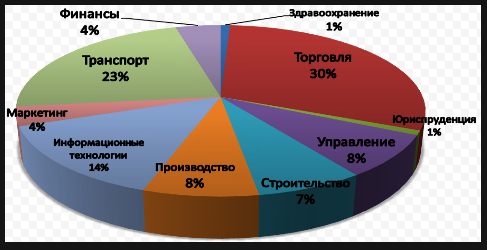 Финансы
4%
Здравоохранение
1%
Торговля
30%
Транспорт
23%
Маркетинг
4%
Юриспруденция
1%
Информационные
технологии
14%
Управление
8%
Производство
8%
Строительство
7%